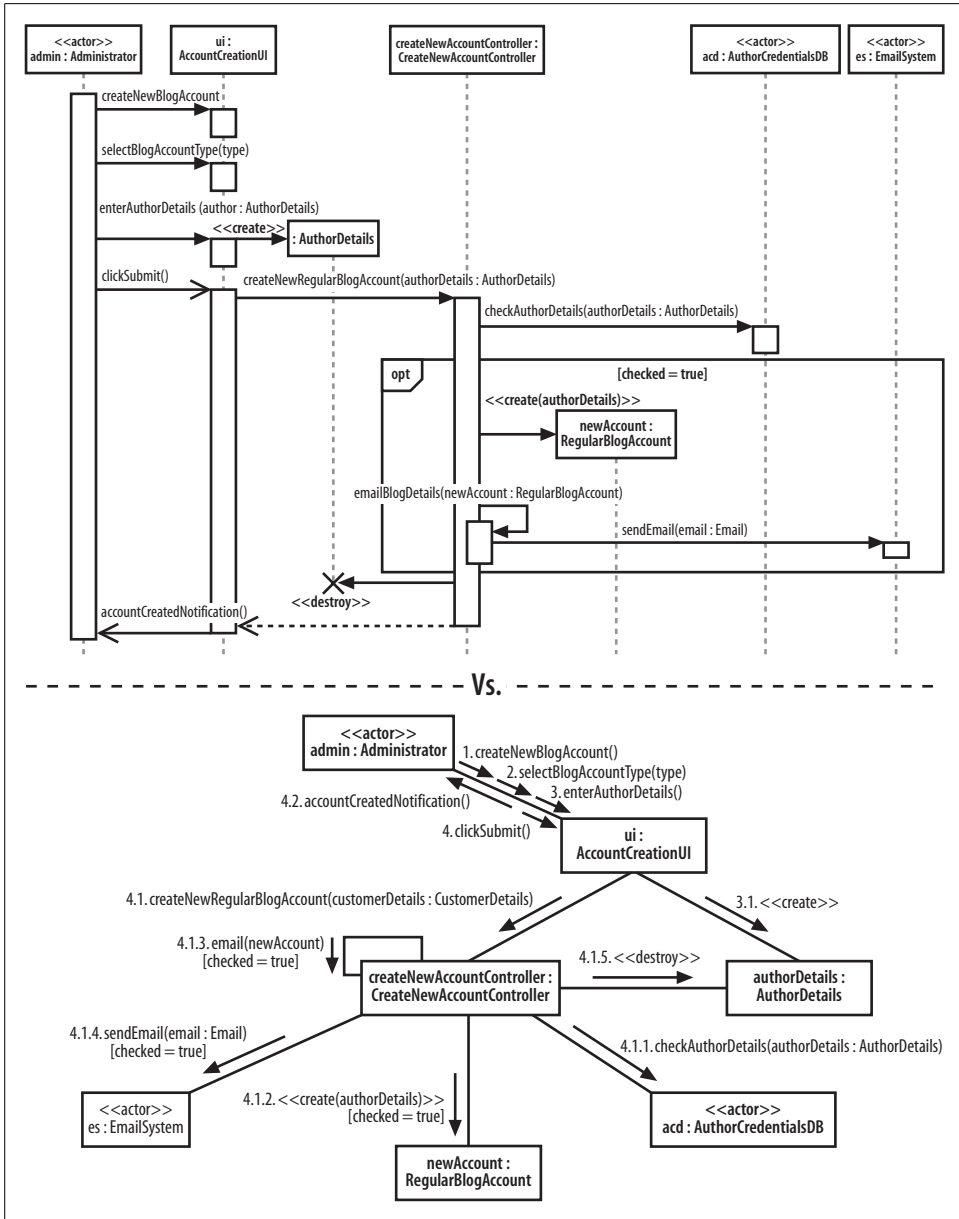 <<actor>>
admin : Administrator
ui :
AccountCreationUI
createNewAccountController :
CreateNewAccountController
<<actor>>
acd : AuthorCredentialsDB
<<actor>>
es : EmailSystem
createNewBlogAccount
selectBlogAccountType(type)
enterAuthorDetails (author : AuthorDetails)
<<create>>
: AuthorDetails
clickSubmit()
createNewRegularBlogAccount(authorDetails : AuthorDetails)
checkAuthorDetails(authorDetails : AuthorDetails)
opt
[checked = true]
<<create(authorDetails)>>
newAccount :
RegularBlogAccount
emailBlogDetails(newAccount : RegularBlogAccount)
sendEmail(email : Email)
<<destroy>>
accountCreatedNotification()
Vs.
<<actor>>
admin : Administrator
1. createNewBlogAccount()
2. selectBlogAccountType(type)
3. enterAuthorDetails()
4.2. accountCreatedNotification()
4. clickSubmit()
ui :
AccountCreationUI
4.1. createNewRegularBlogAccount(customerDetails : CustomerDetails)
3.1. <<create>>
4.1.3. email(newAccount)
[checked = true]
createNewAccountController :
CreateNewAccountController
4.1.5. <<destroy>>
authorDetails :
AuthorDetails
4.1.4. sendEmail(email : Email)
[checked = true]
4.1.1. checkAuthorDetails(authorDetails : AuthorDetails)
4.1.2. <<create(authorDetails)>>
[checked = true]
<<actor>>
es : EmailSystem
<<actor>>
acd : AuthorCredentialsDB
newAccount :
RegularBlogAccount